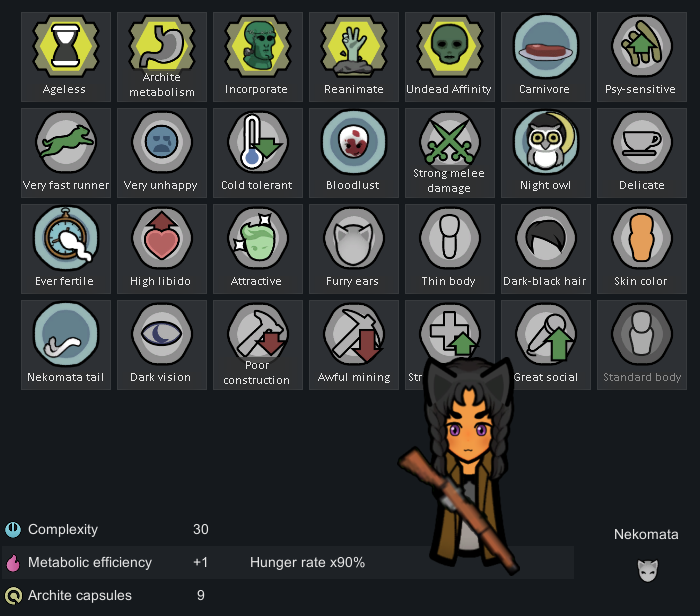 Ageless
Archite
metabolism
Incorporate
Reanimate
Undead Affinity
Carnivore
Psy-sensitive
Very fast runner
Very unhappy
Cold tolerant
Bloodlust
Strong melee
damage
Night owl
Delicate
Ever fertile
High libido
Attractive
Furry ears
Thin body
Dark-black hair
Skin color
Nekomata tail
Dark vision
Poor
construction
Awful mining
Great social
Standard body
Complexity 30
Metabolic efficiency +1 Hunger rate x90%
Archite capsules 9
Nekomata